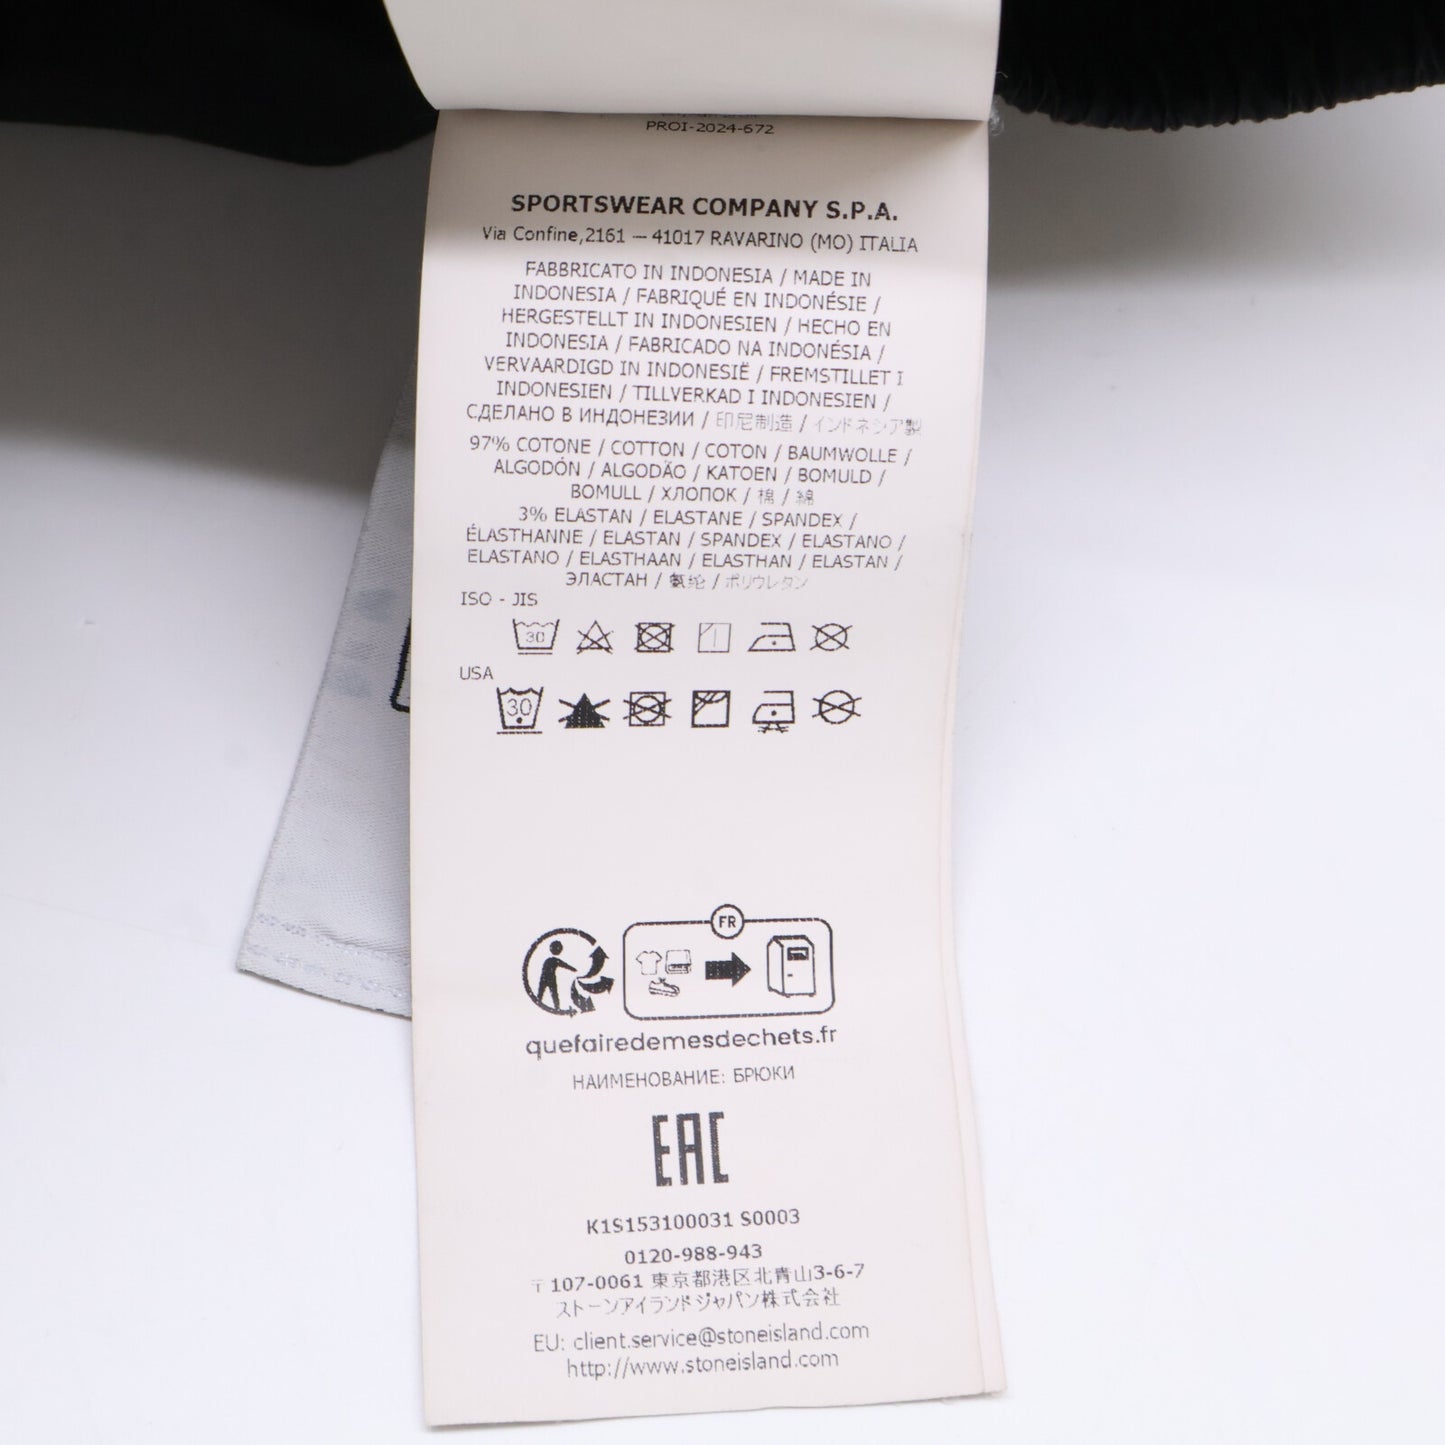 PROI-2024-672
SPORTSWEAR COMPANY S.P.A.
Via Confine,2161 – 41017 RAVARINO (MO) ITALIA
FABBRICATO IN INDONESIA / MADE IN
INDONESIA / FABRIQUÉ EN INDONÉSIE /
HERGESTELLT IN INDONESIEN / HECHO EN
INDONESIA / FABRICADO NA INDONÉSIA /
VERVAARDIGD IN INDONESIË / FREMSTILLET I
INDONESIEN / TILLVERKAD I INDONESIEN /
СДЕЛАНО В ИНДОНЕЗИИ / 印尼制造 / インドネシア製
97% COTONE / COTTON / COTON / BAUMWOLLE /
ALGODÓN / ALGODÃO / KATOEN / BOMULD /
BOMULL / ХЛОПОК / 棉 / 綿
3% ELASTAN / ELASTANE / SPANDEX /
ÉLASTHANNE / ELASTAN / SPANDEX / ELASTANO /
ELASTANO / ELASTHAAN / ELASTHAN / ELASTAN /
ЭЛАСТАН / 氨纶 / ポリウレタン
ISO - JIS
30
USA
30
FR
quefairedemesdechets.fr
НАИМЕНОВАНИЕ: БРЮКИ
EAC
K1S153100031 S0003
0120-988-943
〒107-0061 東京都港区北青山3-6-7
ストーンアイランドジャパン株式会社
EU: client.service@stoneisland.com
http://www.stoneisland.com